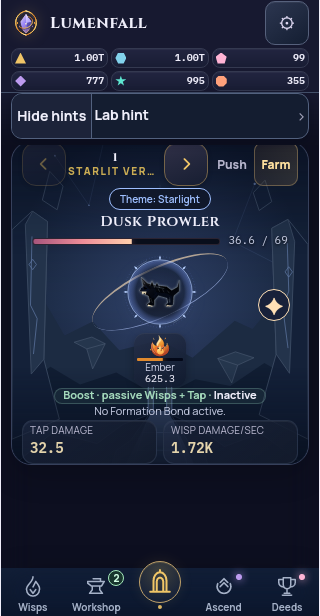 LUMENFALL
1.00T 1.00T 99
777 995 355
Hide hints Lab hint
1
STARLIT VER… Push Farm
Theme: Starlight
DUSK PROWLER
36.6 / 69
Ember
625.3
Boost · passive Wisps + Tap · Inactive
No Formation Bond active.
TAP DAMAGE WISP DAMAGE/SEC
32.5 1.72K
2
Wisps Workshop Ascend Deeds